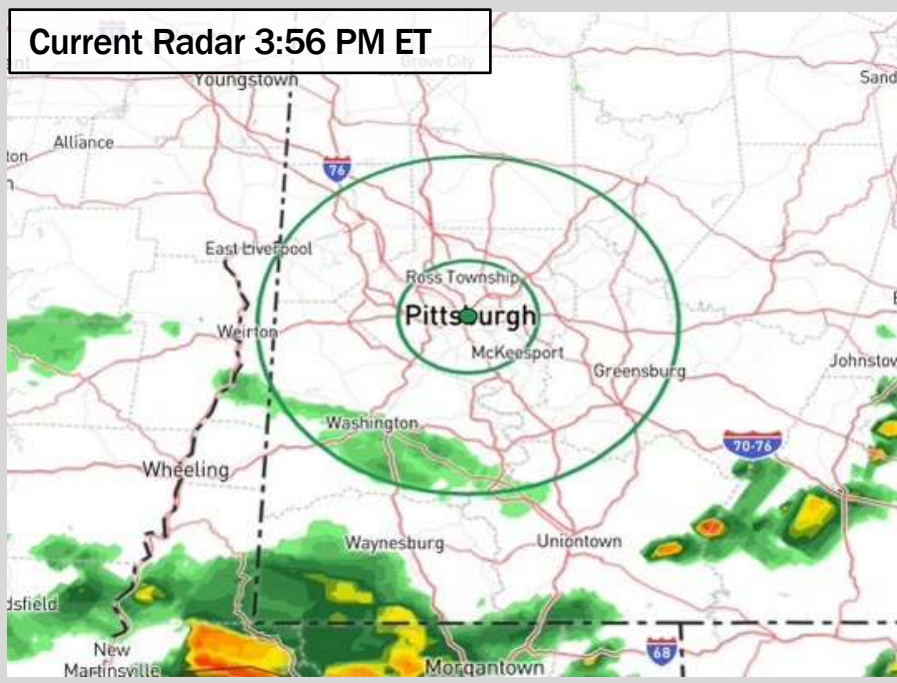 Current Radar 3:56 PM ET
Grove City
Youngstown
Sand
Alliance
76
East Liverpool
Ross Township
Pittsburgh
Weirton
McKeesport
Johnstow
Greensburg
Washington
70-76
Wheeling
Waynesburg
Uniontown
dsfield
New
Martinsville
68
Morgantown